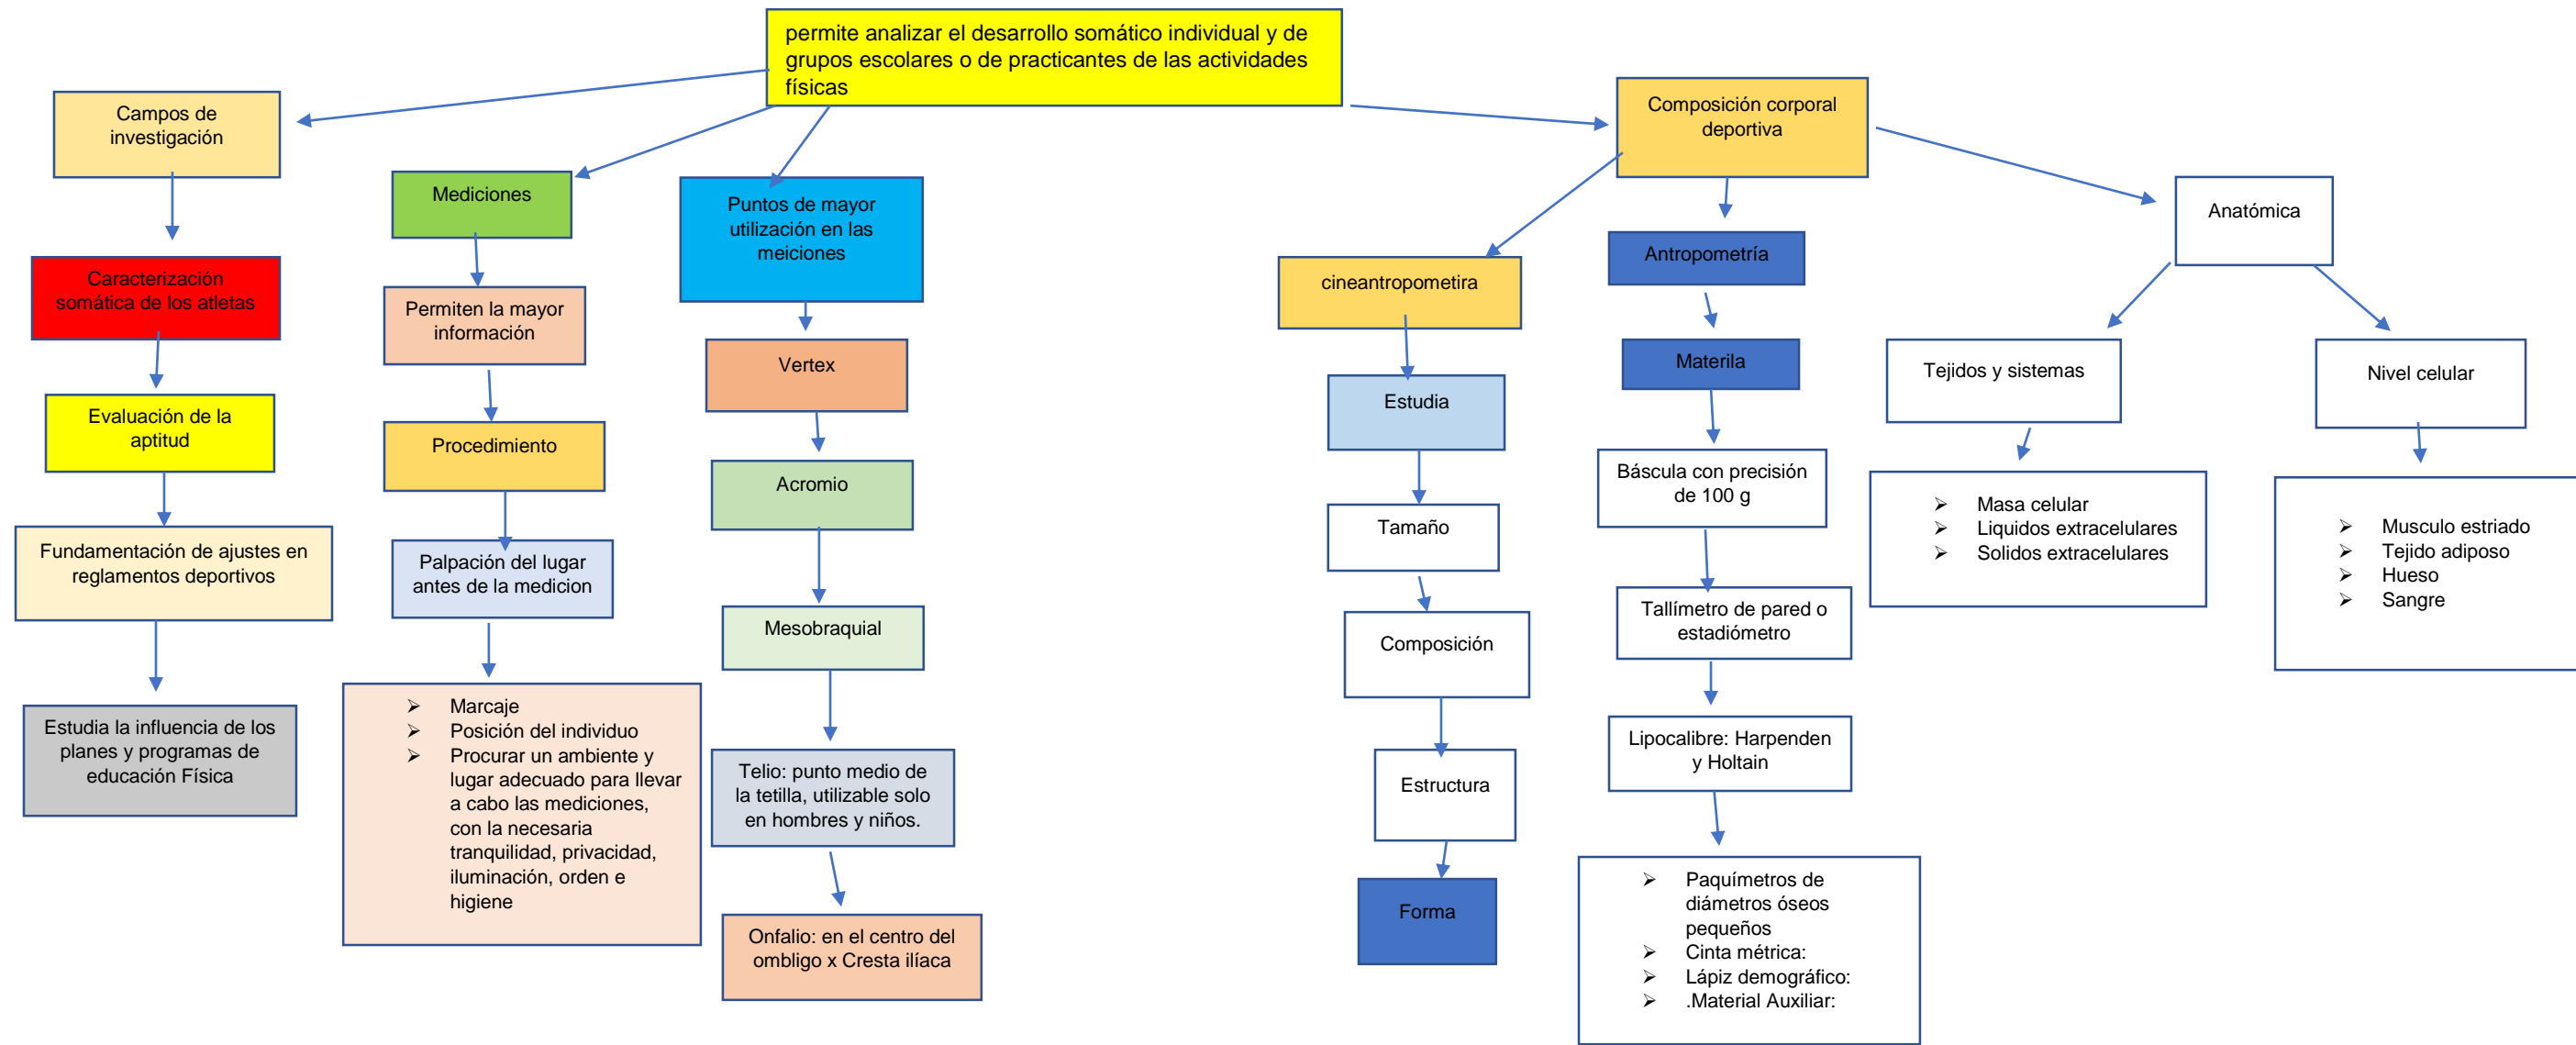 permite analizar el desarrollo somático individual y de
grupos escolares o de practicantes de las actividades
físicas
Campos de
investigación
Caracterización
somática de los atletas
Evaluación de la
aptitud
Fundamentación de ajustes en
reglamentos deportivos
Estudia la influencia de los
planes y programas de
educación Física
Mediciones
Permiten la mayor
información
Procedimiento
Palpación del lugar
antes de la medicion
➢ Marcaje
➢ Posición del individuo
➢ Procurar un ambiente y
lugar adecuado para llevar
a cabo las mediciones,
con la necesaria
tranquilidad, privacidad,
iluminación, orden e
higiene
Puntos de mayor
utilización en las
meiciones
Vertex
Acromio
Mesobraquial
Telio: punto medio de
la tetilla, utilizable solo
en hombres y niños.
Onfalio: en el centro del
ombligo x Cresta ilíaca
Composición corporal
deportiva
cineantropometira
Estudia
Tamaño
Composición
Estructura
Forma
Antropometría
Materila
Báscula con precisión
de 100 g
Tallímetro de pared o
estadiómetro
Lipocalibre: Harpenden
y Holtain
➢ Paquímetros de
diámetros óseos
pequeños
➢ Cinta métrica:
➢ Lápiz demográfico:
➢ .Material Auxiliar:
Anatómica
Tejidos y sistemas
➢ Masa celular
➢ Liquidos extracelulares
➢ Solidos extracelulares
Nivel celular
➢ Musculo estriado
➢ Tejido adiposo
➢ Hueso
➢ Sangre